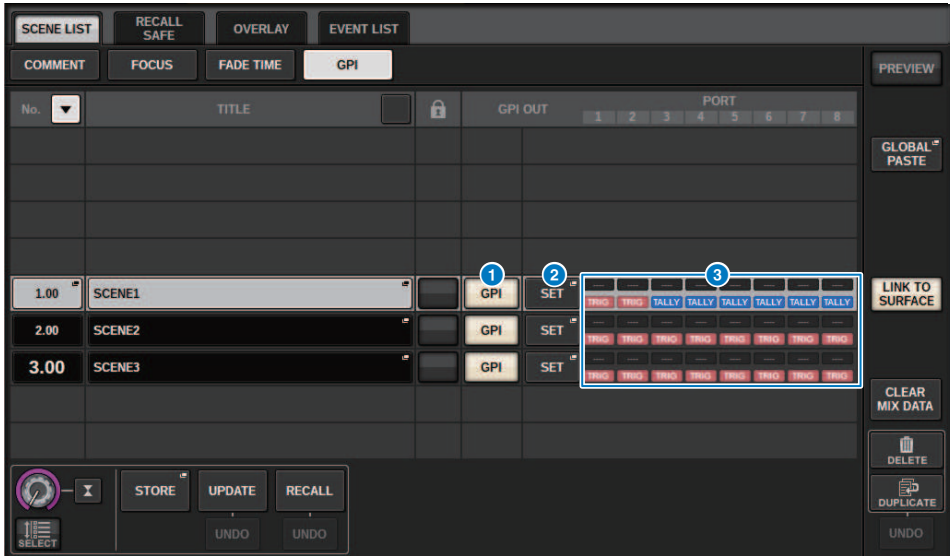 SCENE LIST RECALL SAFE OVERLAY EVENT LIST
COMMENT FOCUS FADE TIME GPI PREVIEW
No. TITLE GPI OUT PORT
1 2 3 4 5 6 7 8
GLOBAL PASTE
1 2 3
1.00 SCENE1 GPI SET --- --- --- --- --- --- --- --- LINK TO SURFACE
TRIG TRIG TALLY TALLY TALLY TALLY TALLY TALLY
2.00 SCENE2 GPI SET --- --- --- --- --- --- --- ---
TRIG TRIG TRIG TRIG TRIG TRIG TRIG TRIG
3.00 SCENE3 GPI SET --- --- --- --- --- --- --- ---
TRIG TRIG TRIG TRIG TRIG TRIG TRIG TRIG
CLEAR MIX DATA
DELETE
STORE UPDATE RECALL DUPLICATE
SELECT UNDO UNDO UNDO